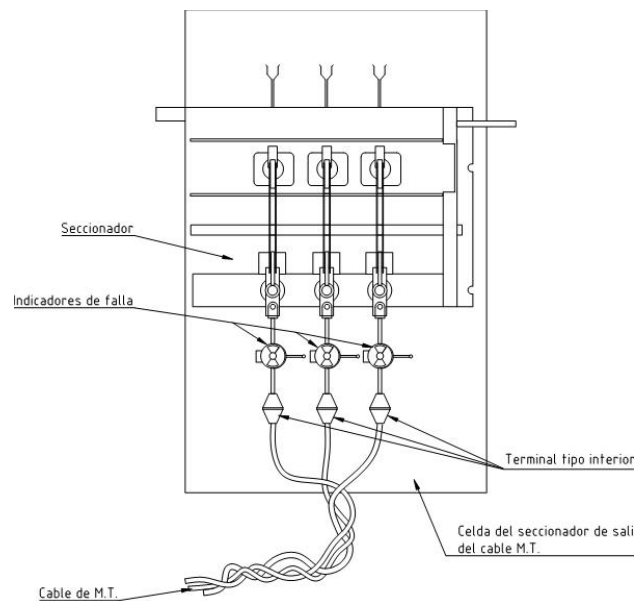 Seccionador
Indicadores de falla
Terminal tipo interior
Celda del seccionador de sali
del cable M.T.
Cable de M.T.